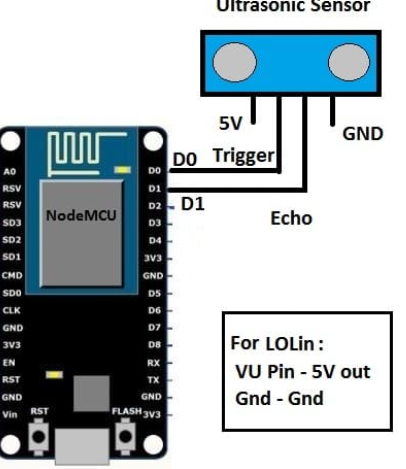 Ultrasonic Sensor
5V
GND
D0 Trigger
D1
Echo
NodeMCU
A0
RSV
RSV
SD3
SD2
SD1
CMD
SD0
CLK
GND
3V3
EN
RST
GND
Vin
D0
D1
D2
D3
D4
3V3
GND
D5
D6
D7
D8
RX
TX
GND
3V3
RST
FLASH
For LOLin :
VU Pin - 5V out
Gnd - Gnd